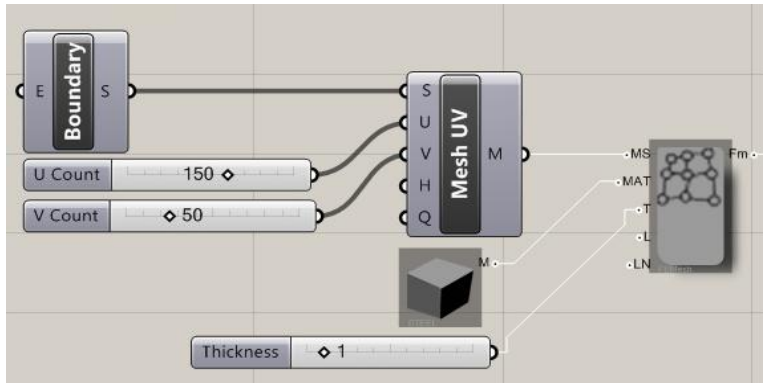 E Boundary S
S
U
V
H
Q
Mesh UV
M
U Count 150
V Count 50
MS
MAT
T
L
LN
Fm
M
Thickness 1